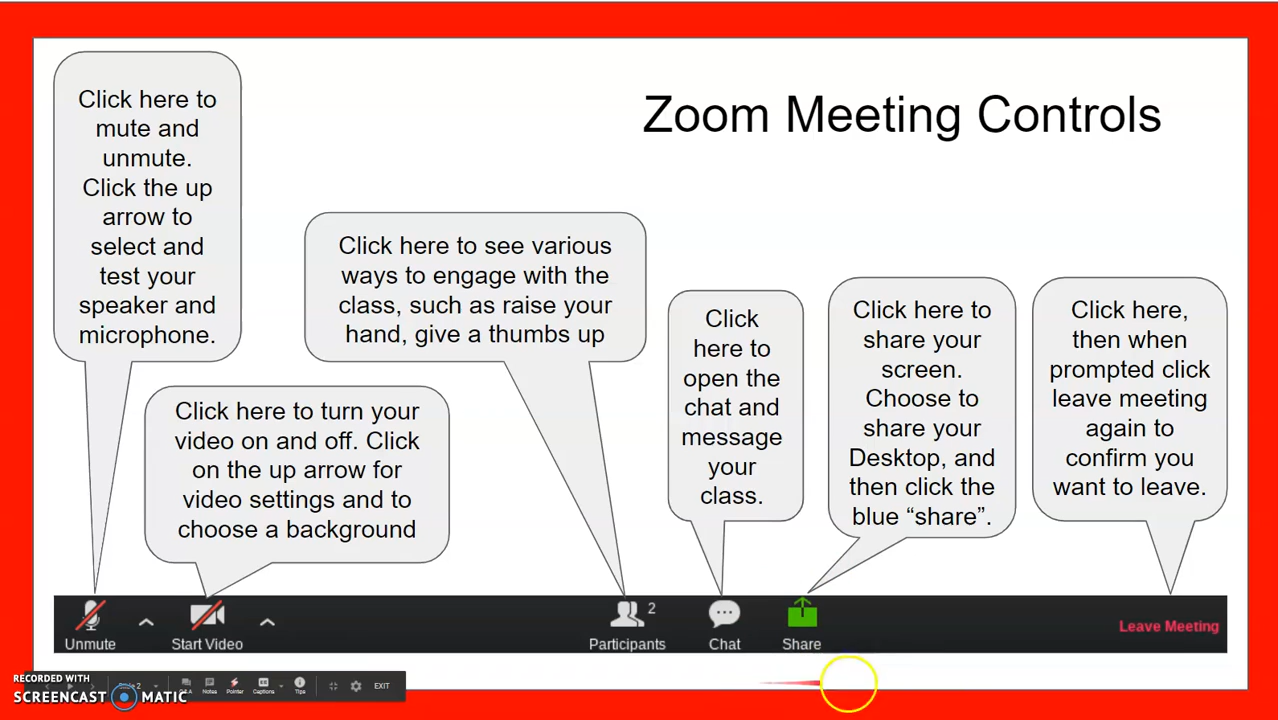 Zoom Meeting Controls
Click here to
mute and
unmute.
Click the up
arrow to
select and
test your
speaker and
microphone.
Click here to turn your
video on and off. Click
on the up arrow for
video settings and to
choose a background
Click here to see various
ways to engage with the
class, such as raise your
hand, give a thumbs up
Click
here to
open the
chat and
message
your
class.
Click here to
share your
screen.
Choose to
share your
Desktop, and
then click the
blue “share”.
Click here,
then when
prompted click
leave meeting
again to
confirm you
want to leave.
2
Unmute Start Video Participants Chat Share Leave Meeting
RECORDED WITH
SCREENCAST MATIC
Notes Pointer Captions Tips EXIT